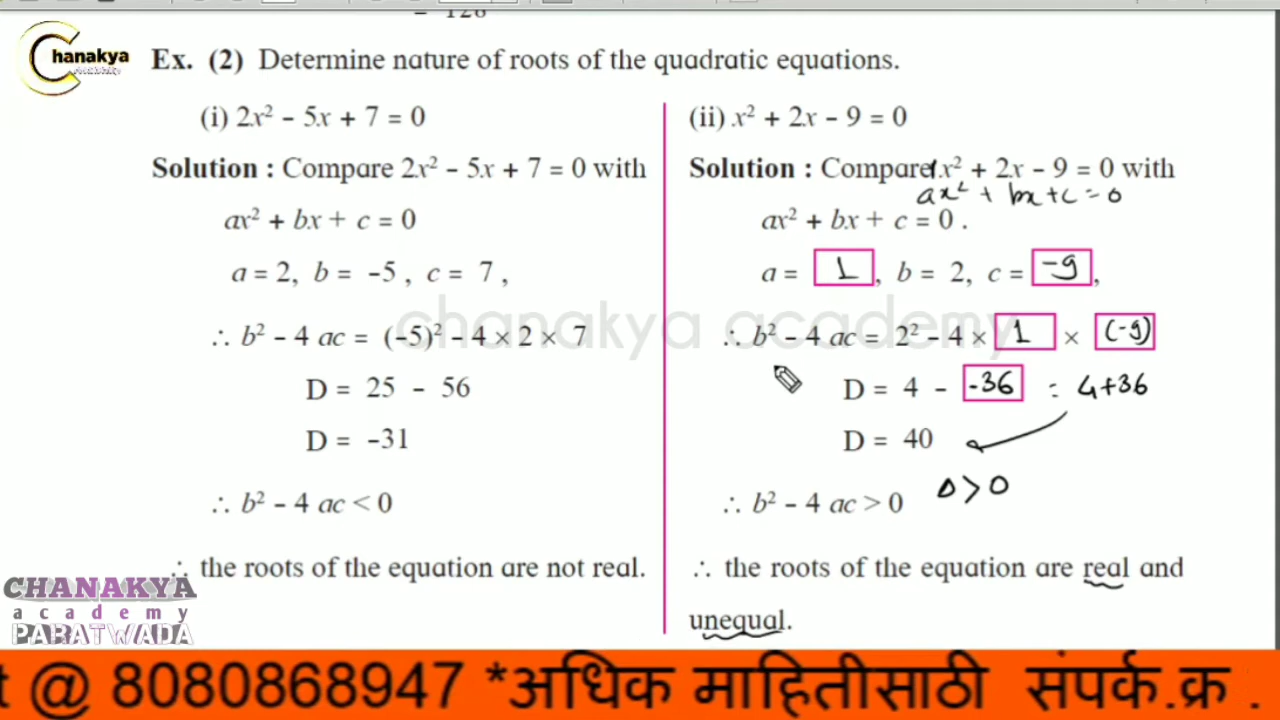 = 128
Chanakya
Ex. (2) Determine nature of roots of the quadratic equations.
(i) 2x² – 5x + 7 = 0
Solution : Compare 2x² – 5x + 7 = 0 with
ax² + bx + c = 0
a = 2, b = –5 , c = 7 ,
∴ b² – 4 ac = (–5)² – 4 × 2 × 7
D = 25 – 56
D = –31
∴ b² – 4 ac < 0
∴ the roots of the equation are not real.
(ii) x² + 2x – 9 = 0
Solution : Compare 1x² + 2x – 9 = 0 with
ax² + bx + c = 0
ax² + bx + c = 0 .
a = 1 , b = 2, c = -9 ,
∴ b² – 4 ac = 2² – 4 × 1 × (-9)
D = 4 – -36 = 4+36
D = 40
∴ b² – 4 ac > 0 D > 0
∴ the roots of the equation are real and
unequal.
chanakya academy
CHANAKYA
academy
PARATWADA
t @ 8080868947 *अधिक माहितीसाठी संपर्क.क्र .